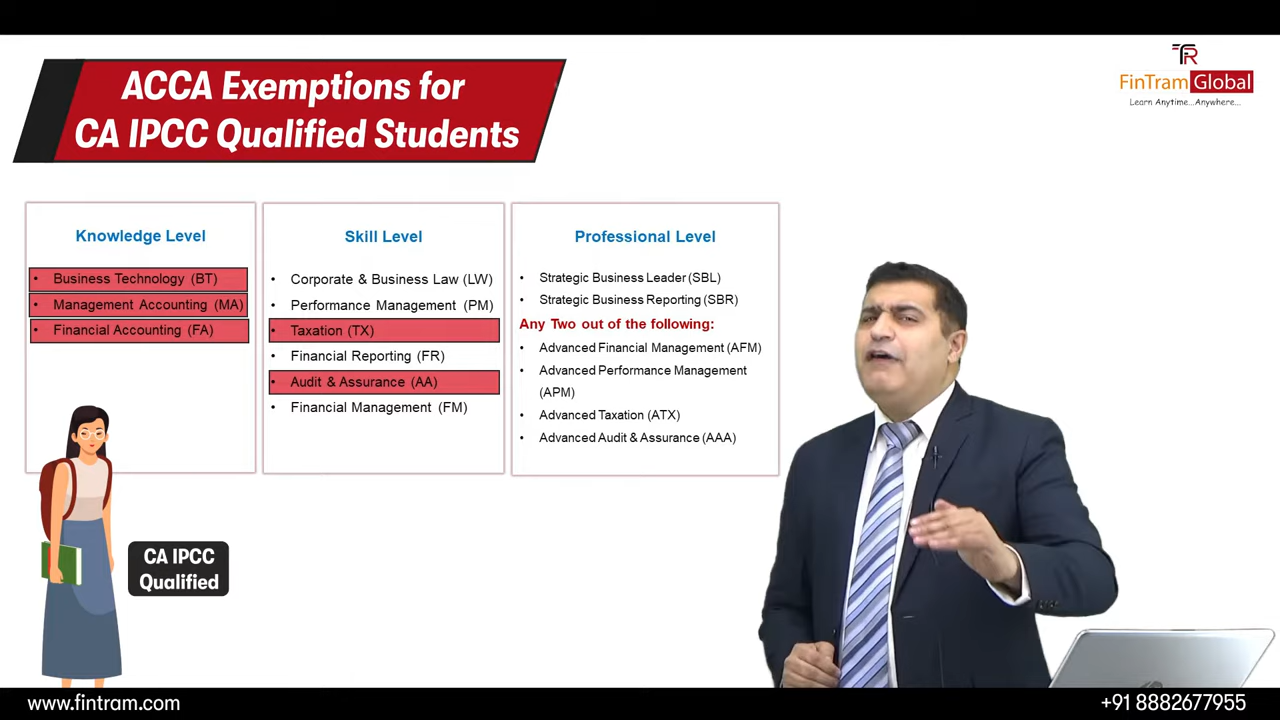 ACCA Exemptions for
CA IPCC Qualified Students
FR
FinTram Global
Learn Anytime...Anywhere...
Knowledge Level
• Business Technology (BT)
• Management Accounting (MA)
• Financial Accounting (FA)
Skill Level
• Corporate & Business Law (LW)
• Performance Management (PM)
• Taxation (TX)
• Financial Reporting (FR)
• Audit & Assurance (AA)
• Financial Management (FM)
Professional Level
• Strategic Business Leader (SBL)
• Strategic Business Reporting (SBR)
Any Two out of the following:
• Advanced Financial Management (AFM)
• Advanced Performance Management
(APM)
• Advanced Taxation (ATX)
• Advanced Audit & Assurance (AAA)
CA IPCC
Qualified
www.fintram.com
+91 8882677955